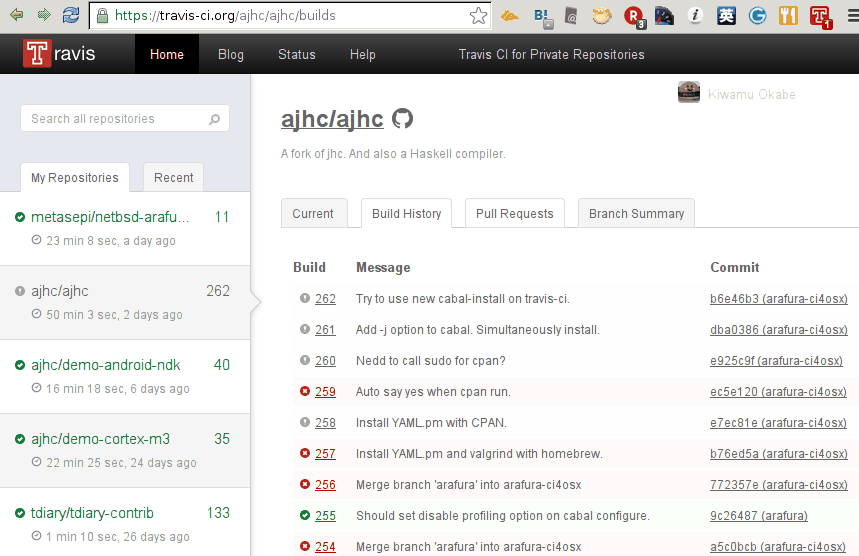 https://travis-ci.org/ajhc/ajhc/builds
B!
@
R
3
i
英
G
T
1
Travis
Home
Blog
Status
Help
Travis CI for Private Repositories
Kiwamu Okabe
Search all repositories
My Repositories
Recent
metasepi/netbsd-arafu... 11
23 min 8 sec, a day ago
ajhc/ajhc 262
50 min 3 sec, 2 days ago
ajhc/demo-android-ndk 40
16 min 18 sec, 6 days ago
ajhc/demo-cortex-m3 35
22 min 25 sec, 24 days ago
tdiary/tdiary-contrib 133
1 min 10 sec, 26 days ago
ajhc/ajhc
A fork of jhc. And also a Haskell compiler.
Current
Build History
Pull Requests
Branch Summary
Build Message Commit
262 Try to use new cabal-install on travis-ci. b6e46b3 (arafura-ci4osx)
261 Add -j option to cabal. Simultaneously install. dba0386 (arafura-ci4osx)
260 Nedd to call sudo for cpan? e925c9f (arafura-ci4osx)
259 Auto say yes when cpan run. ec5e120 (arafura-ci4osx)
258 Install YAML.pm with CPAN. e7ec81e (arafura-ci4osx)
257 Install YAML.pm and valgrind with homebrew. b76ed5a (arafura-ci4osx)
256 Merge branch 'arafura' into arafura-ci4osx 772357e (arafura-ci4osx)
255 Should set disable profiling option on cabal configure. 9c26487 (arafura)
254 Merge branch 'arafura' into arafura-ci4osx a5c0bcb (arafura-ci4osx)